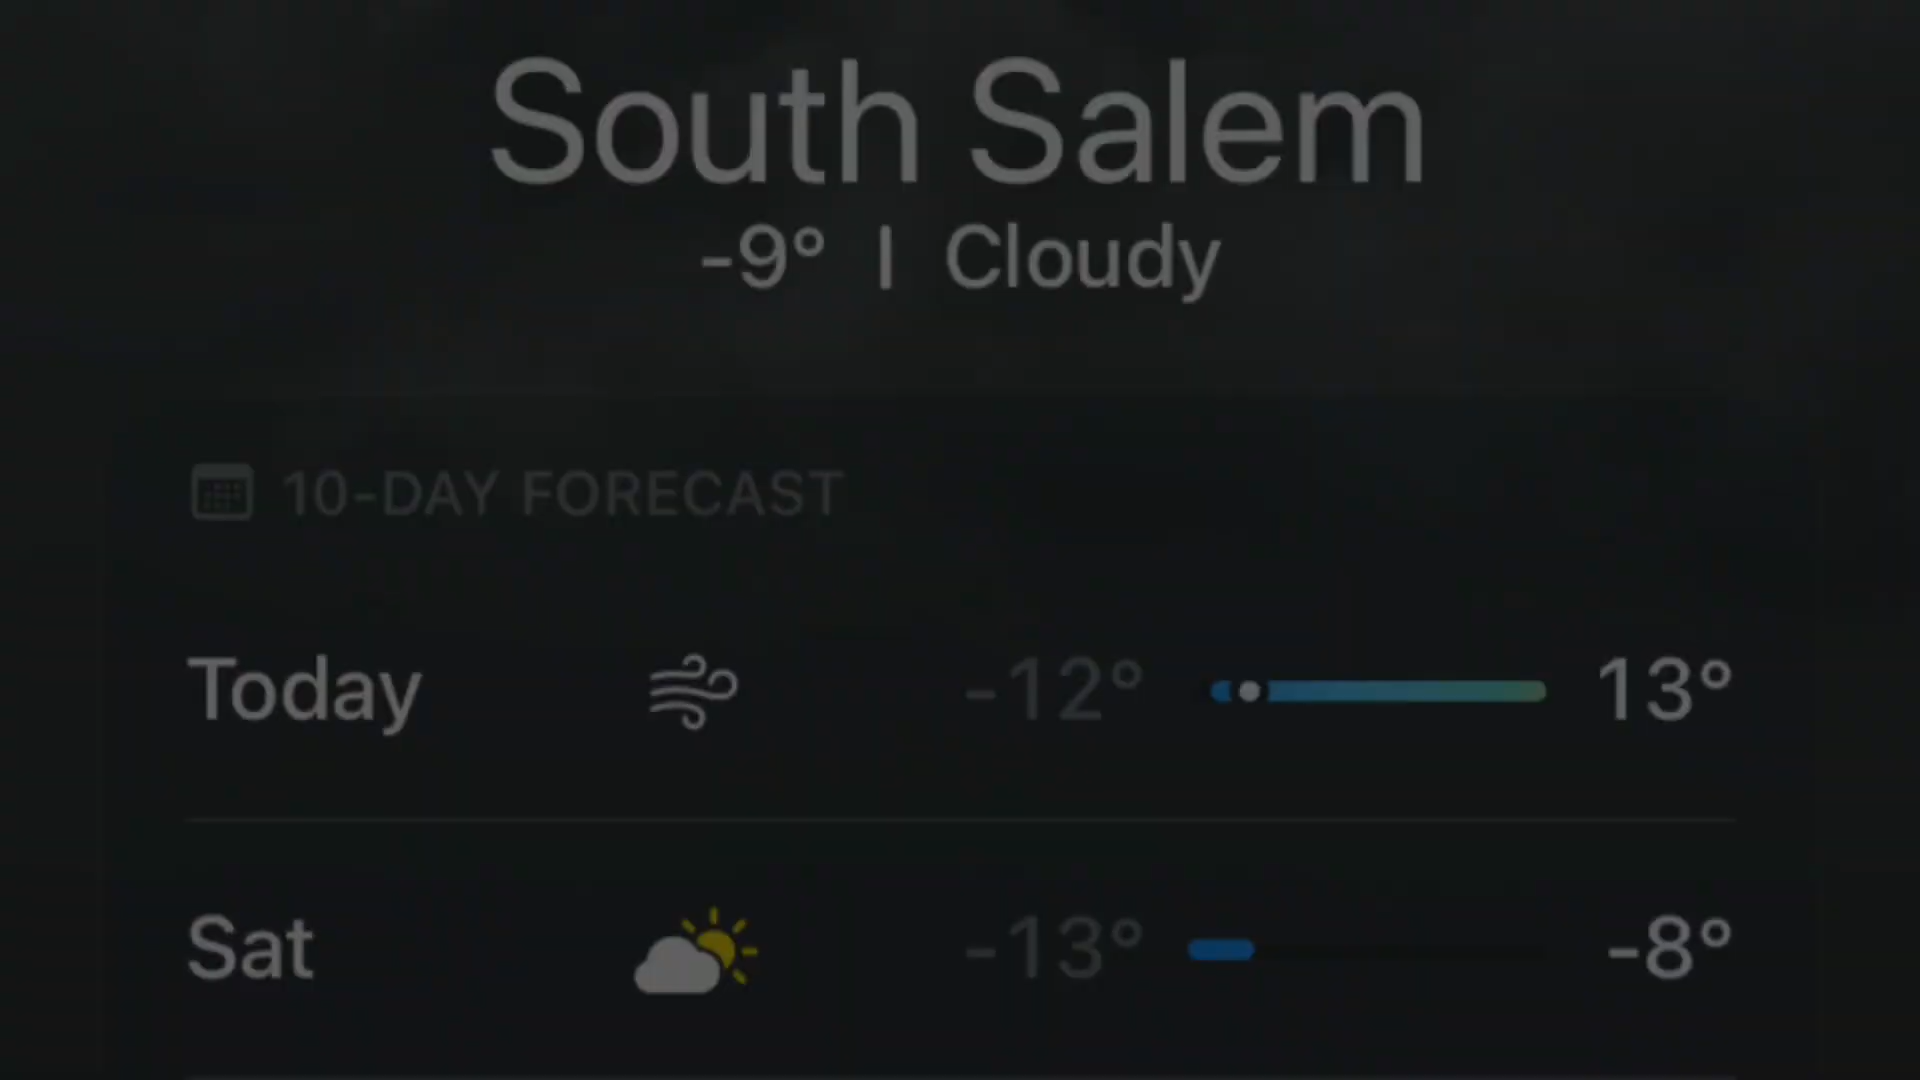 South Salem
-9° | Cloudy
10-DAY FORECAST
Today -12° 13°
Sat -13° -8°